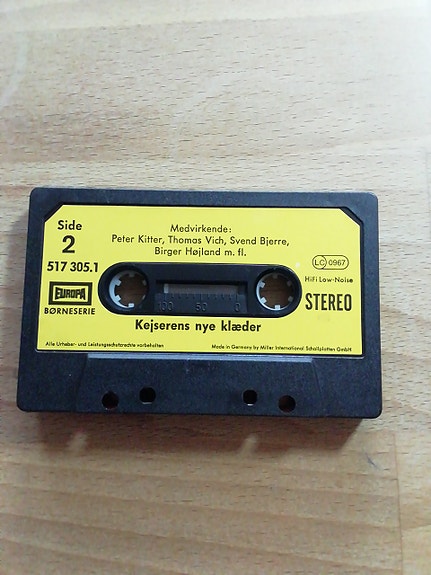 Side
2
517 305.1
EUROPA
BØRNESERIE
Medvirkende:
Peter Kitter, Thomas Vich, Svend Bjerre,
Birger Højland m. fl.
LC 0967
HiFi Low-Noise
STEREO
100 50 0
Kejserens nye klæder
Alle Urheber- und Leistungsschutzrechte vorbehalten
Made in Germany by Miller International Schallplatten GmbH